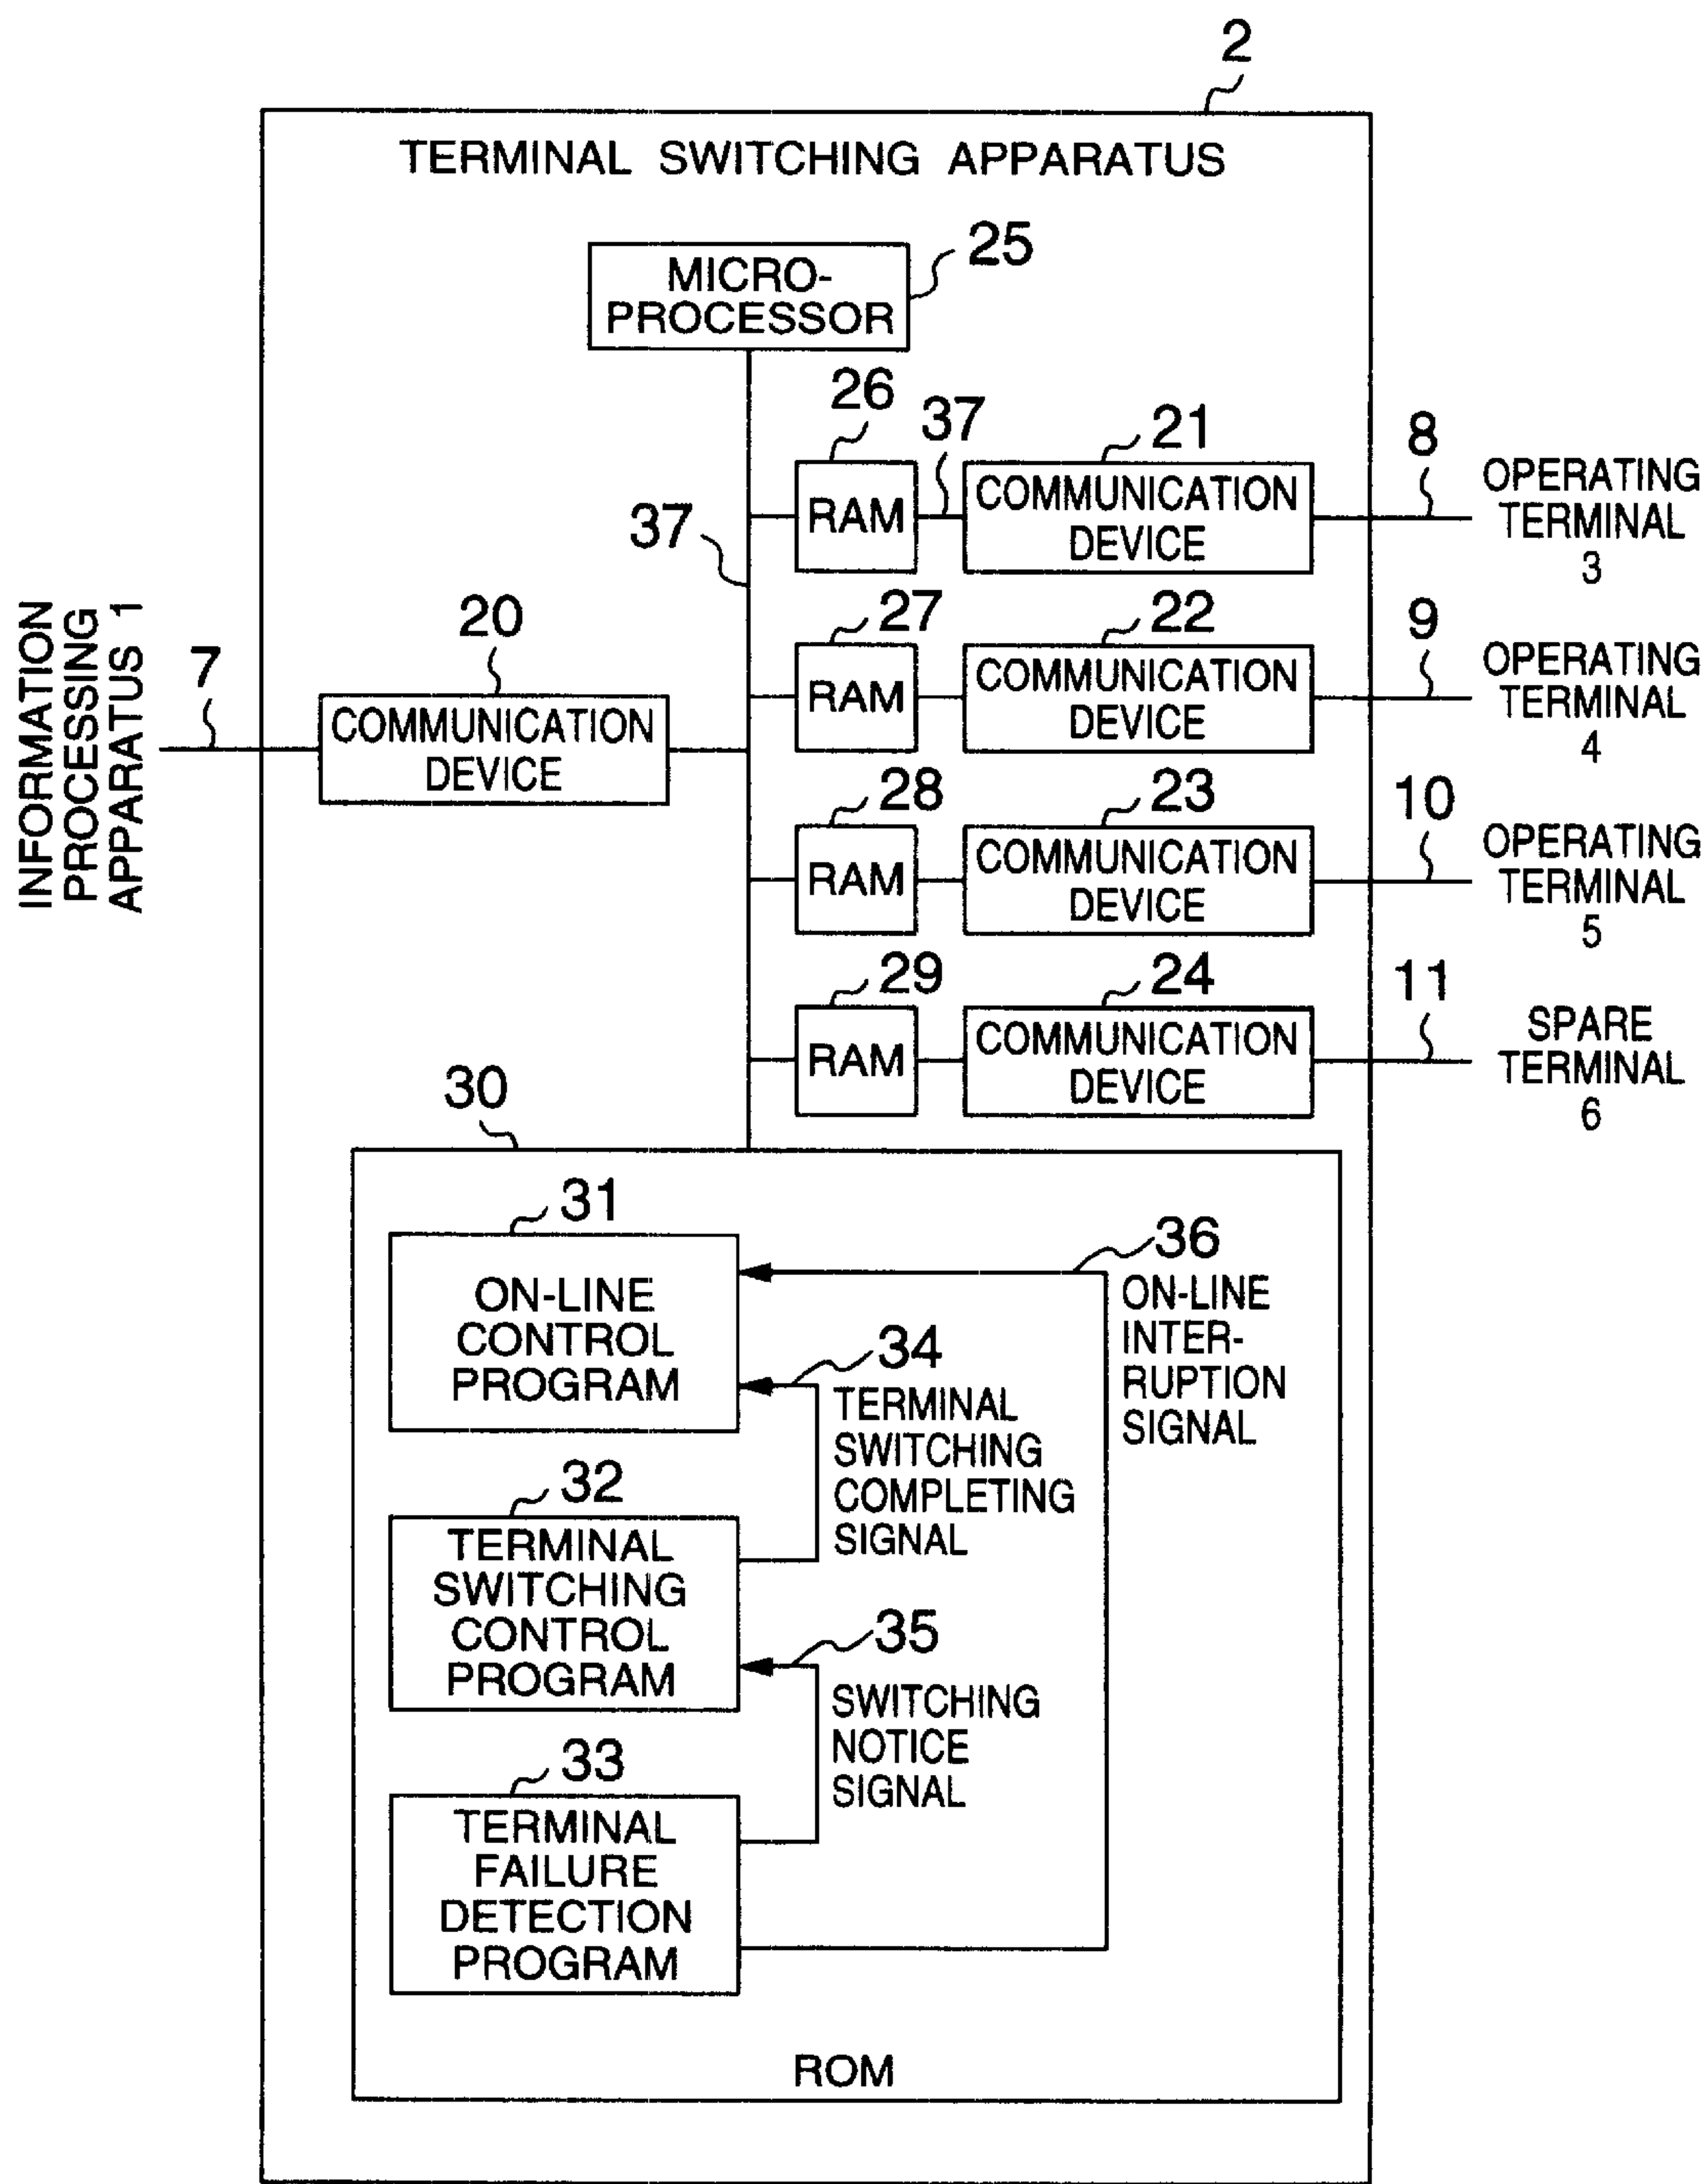 2
TERMINAL SWITCHING APPARATUS
25
MICRO-
PROCESSOR
26
37
21
8
RAM
COMMUNICATION
DEVICE
OPERATING
TERMINAL
3
37
INFORMATION
PROCESSING
APPARATUS 1
7
20
COMMUNICATION
DEVICE
27
22
9
RAM
COMMUNICATION
DEVICE
OPERATING
TERMINAL
4
28
23
10
RAM
COMMUNICATION
DEVICE
OPERATING
TERMINAL
5
29
24
11
RAM
COMMUNICATION
DEVICE
SPARE
TERMINAL
6
30
31
ON-LINE
CONTROL
PROGRAM
36
ON-LINE
INTER-
RUPTION
SIGNAL
34
TERMINAL
SWITCHING
COMPLETING
SIGNAL
32
TERMINAL
SWITCHING
CONTROL
PROGRAM
35
SWITCHING
NOTICE
SIGNAL
33
TERMINAL
FAILURE
DETECTION
PROGRAM
ROM